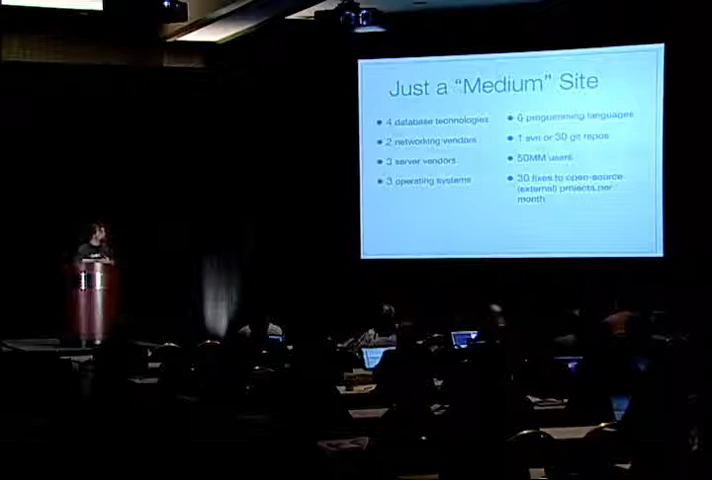 Just a "Medium" Site
4 database technologies
2 networking vendors
3 server vendors
3 operating systems
6 programming languages
1 svn or 30 git repos
50MM users
30 fixes to open-source
(external) projects per
month